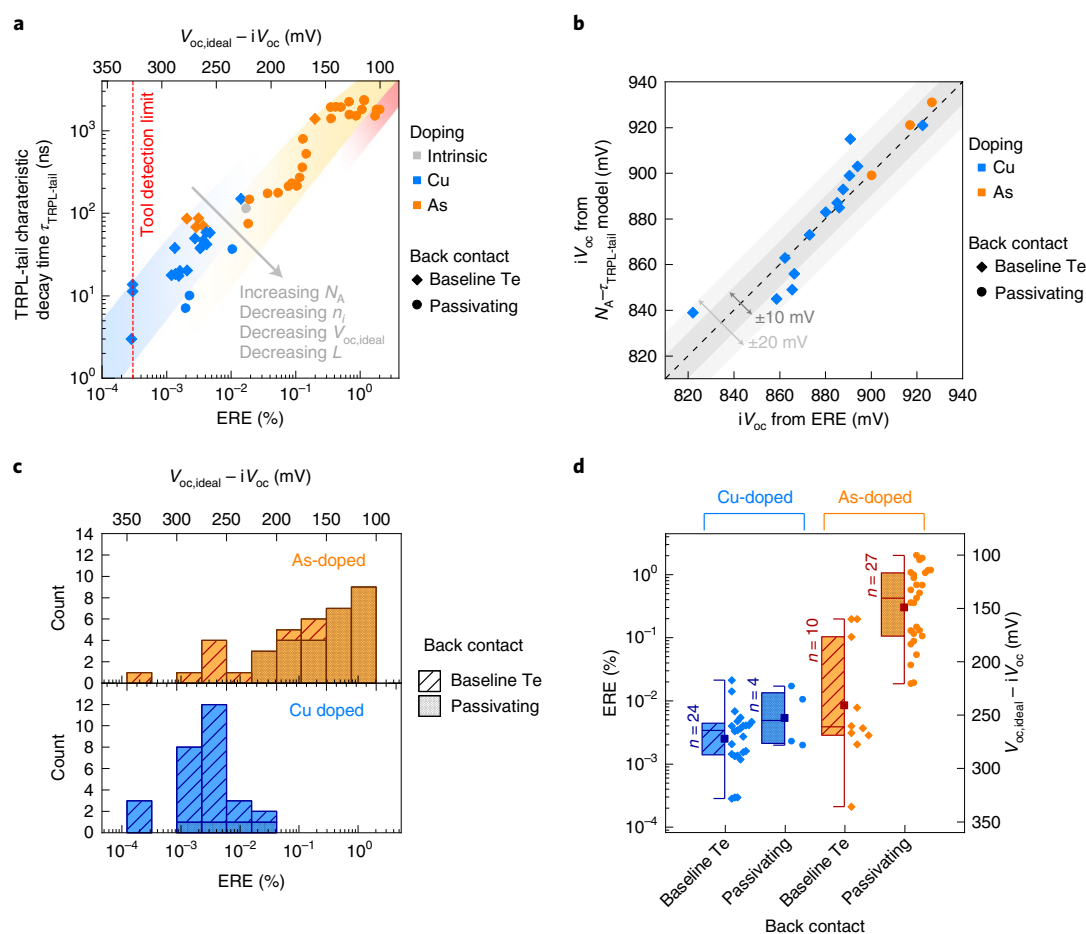 a
V_oc,ideal – iV_oc (mV)
350 300 250 200 150 100
TRPL-tail charateristic
decay time τ_TRPL-tail (ns)
10^3
10^2
10^1
10^0
Tool detection limit
Increasing N_A
Decreasing n_i
Decreasing V_oc,ideal
Decreasing L
10^–4 10^–3 10^–2 10^–1 10^0
ERE (%)
Doping
Intrinsic
Cu
As
Back contact
Baseline Te
Passivating
b
iV_oc from
N_A–τ_TRPL-tail model (mV)
940
920
900
880
860
840
820
±10 mV
±20 mV
820 840 860 880 900 920 940
iV_oc from ERE (mV)
Doping
Cu
As
Back contact
Baseline Te
Passivating
c
V_oc,ideal – iV_oc (mV)
350 300 250 200 150 100
Count
14
12
10
8
6
4
2
0
As-doped
Count
12
10
8
6
4
2
0
Cu doped
10^–4 10^–3 10^–2 10^–1 10^0
ERE (%)
Back contact
Baseline Te
Passivating
d
Cu-doped As-doped
ERE (%)
10^0
10^–1
10^–2
10^–3
10^–4
n = 24
n = 4
n = 10
n = 27
100
150
200
250
300
350
V_oc,ideal – iV_oc (mV)
Baseline Te
Passivating
Baseline Te
Passivating
Back contact